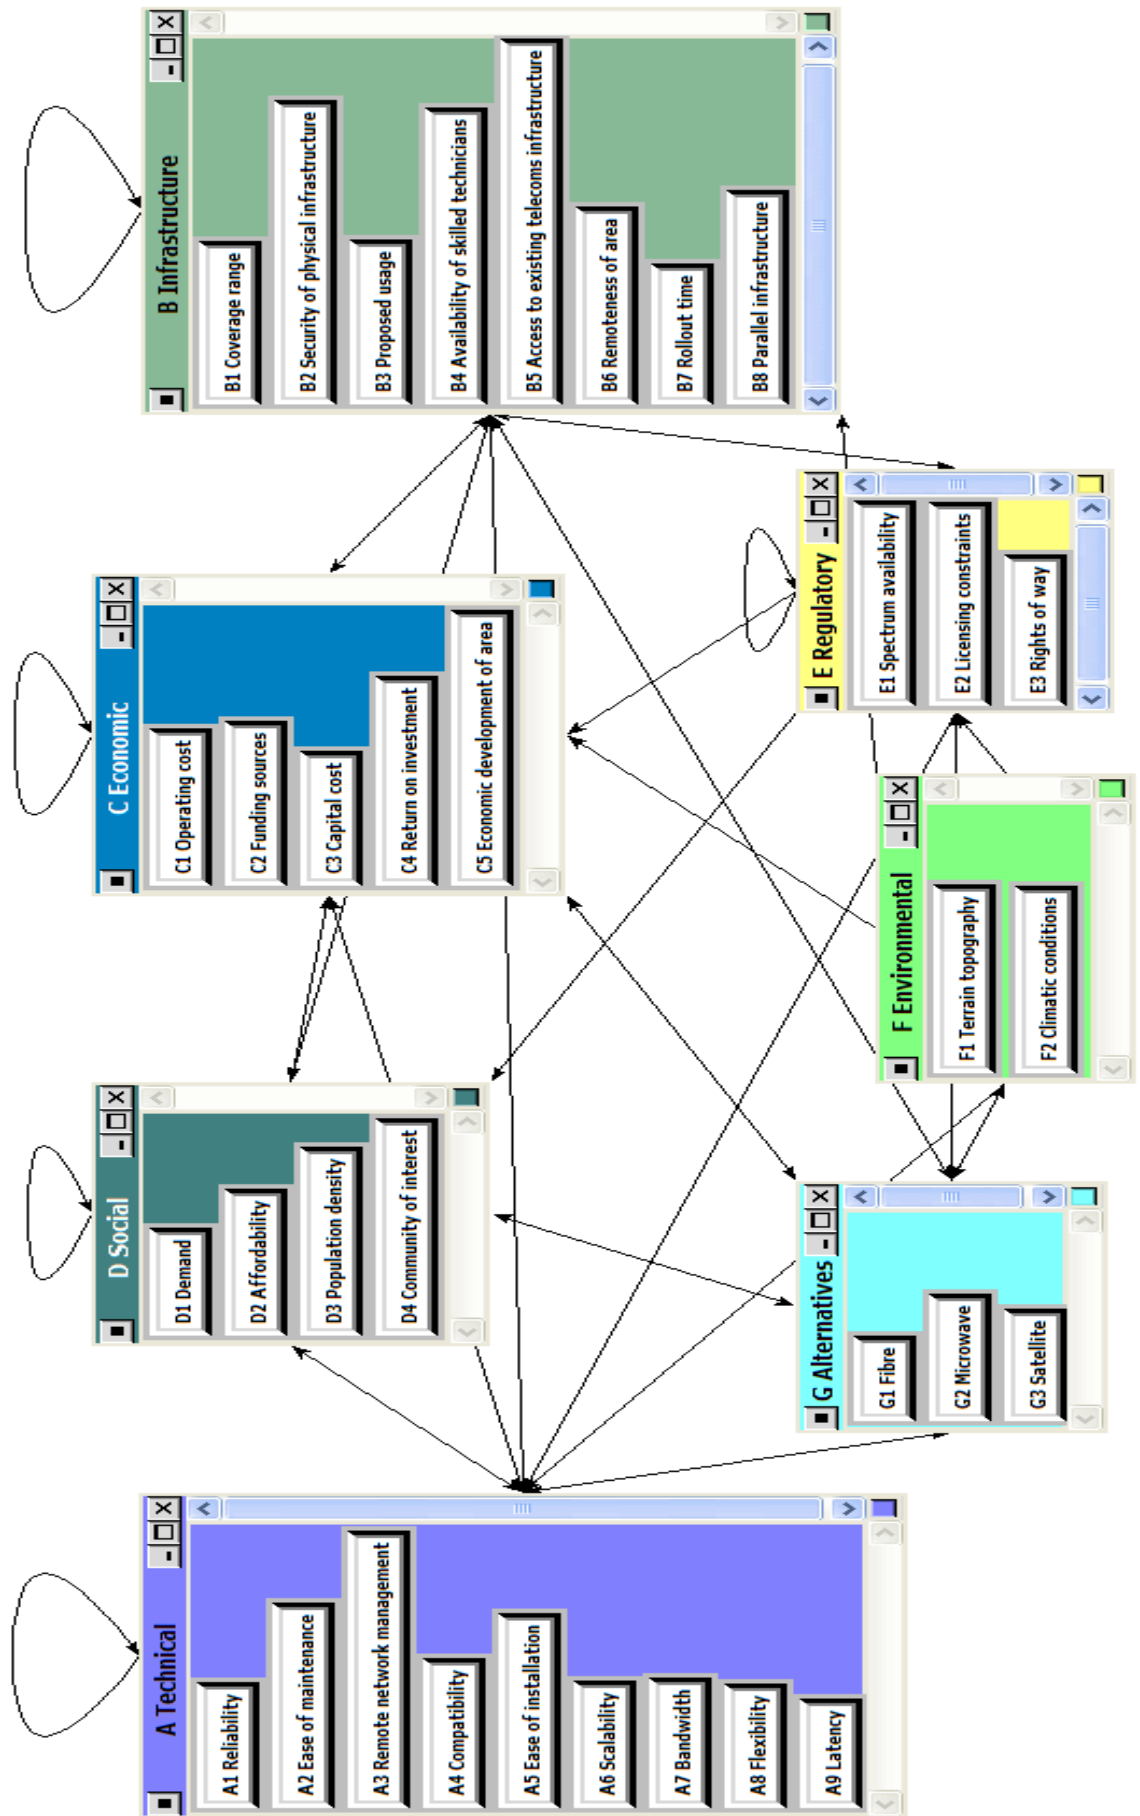 A Technical
A1 Reliability
A2 Ease of maintenance
A3 Remote network management
A4 Compatibility
A5 Ease of installation
A6 Scalability
A7 Bandwidth
A8 Flexibility
A9 Latency
D Social
D1 Demand
D2 Affordability
D3 Population density
D4 Community of interest
C Economic
C1 Operating cost
C2 Funding sources
C3 Capital cost
C4 Return on investment
C5 Economic development of area
B Infrastructure
B1 Coverage range
B2 Security of physical infrastructure
B3 Proposed usage
B4 Availability of skilled technicians
B5 Access to existing telecoms infrastructure
B6 Remoteness of area
B7 Rollout time
B8 Parallel infrastructure
G Alternatives
G1 Fibre
G2 Microwave
G3 Satellite
F Environmental
F1 Terrain topography
F2 Climatic conditions
E Regulatory
E1 Spectrum availability
E2 Licensing constraints
E3 Rights of way